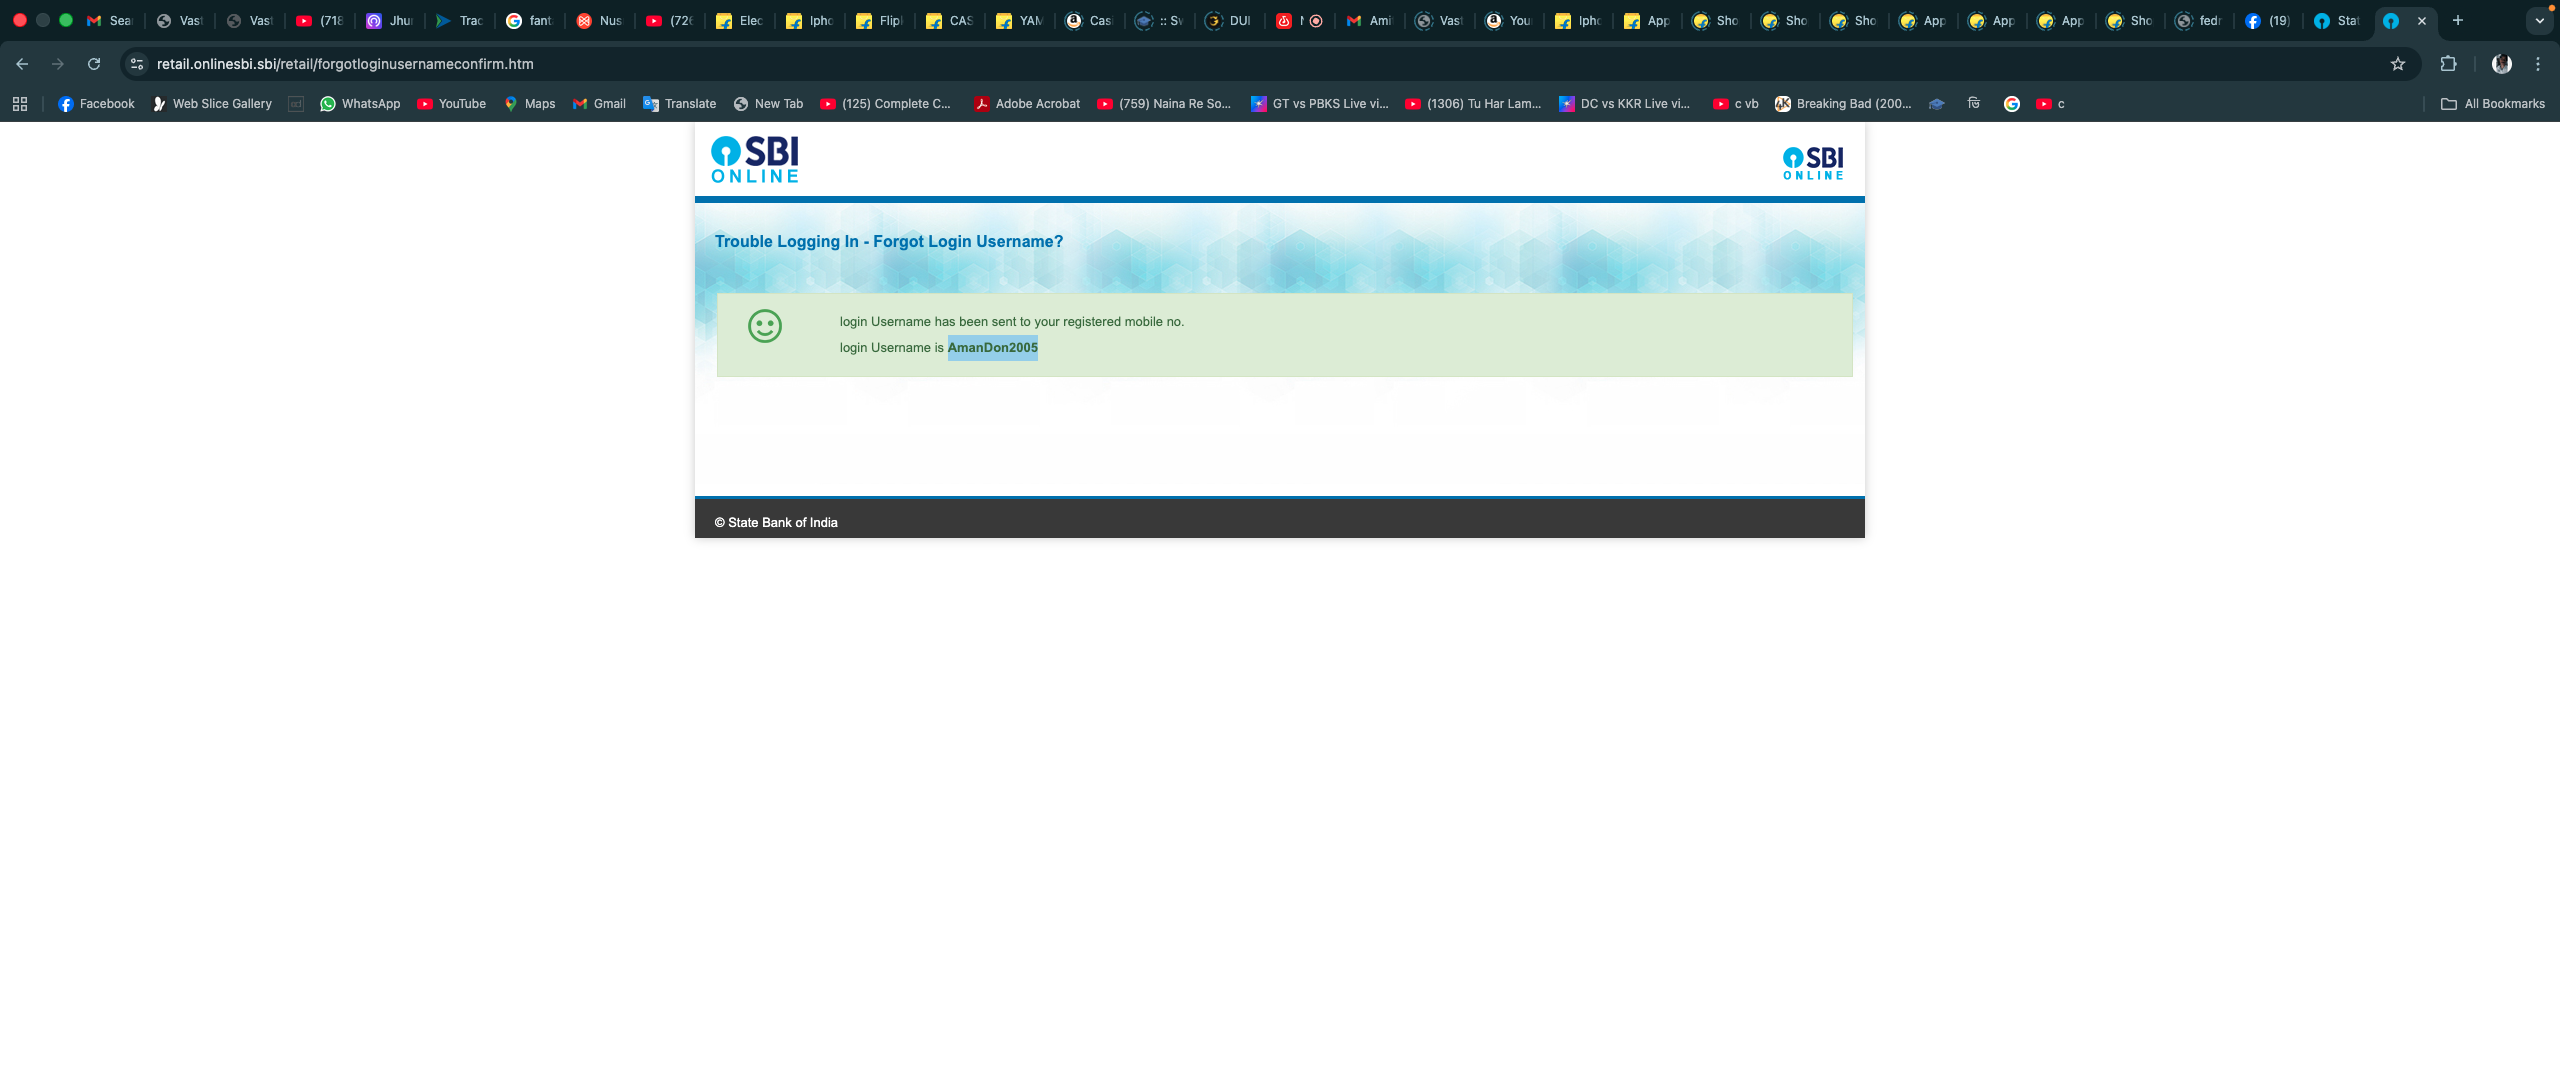 Sea
Vast
Vast
(718
Jhu
Trac
fant
Nus
(726
Elec
Ipho
Flip
CAS
YAM
Cas
:: Sw
DUI
Ami
Vast
You
Ipho
App
Sho
Sho
Sho
App
App
App
Sho
fedr
(19)
Stat
retail.onlinesbi.sbi/retail/forgotloginusernameconfirm.htm
Facebook
Web Slice Gallery
WhatsApp
YouTube
Maps
Gmail
Translate
New Tab
(125) Complete C...
Adobe Acrobat
(759) Naina Re So...
GT vs PBKS Live vi...
(1306) Tu Har Lam...
DC vs KKR Live vi...
c vb
Breaking Bad (200...
c
All Bookmarks
SBI
ONLINE
SBI
ONLINE
Trouble Logging In - Forgot Login Username?
login Username has been sent to your registered mobile no.
login Username is AmanDon2005
© State Bank of India